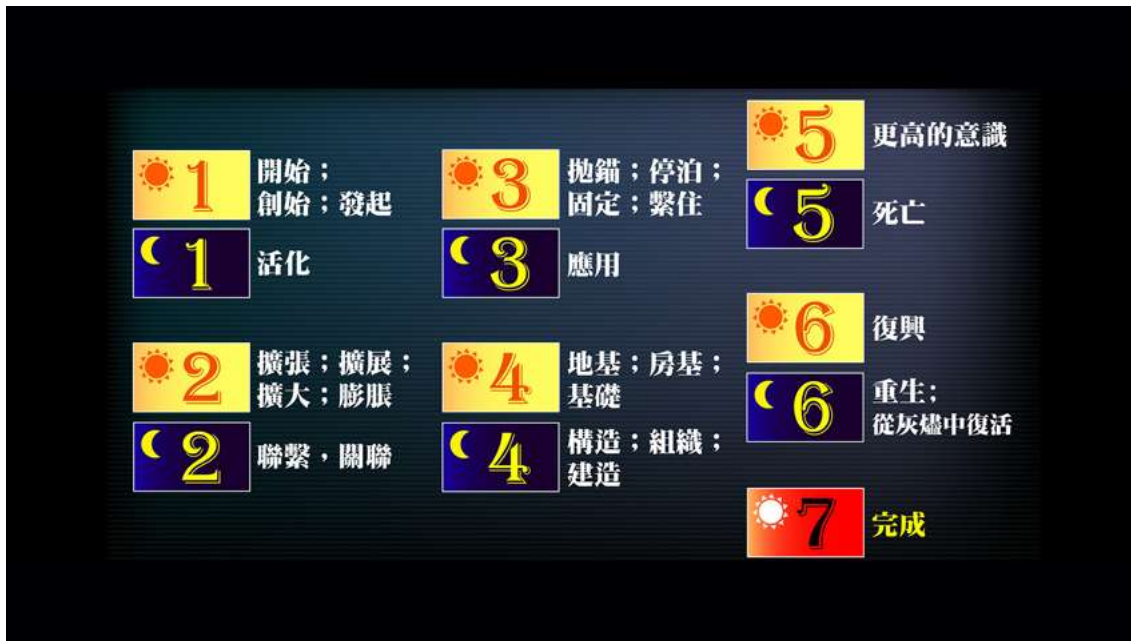 1
開始；
創始；發起
1
活化
2
擴張；擴展；
擴大；膨脹
2
聯繫，關聯
3
拋錨；停泊；
固定；繫住
3
應用
4
地基；房基；
基礎
4
構造；組織；
建造
5
更高的意識
5
死亡
6
復興
6
重生；
從灰燼中復活
7
完成